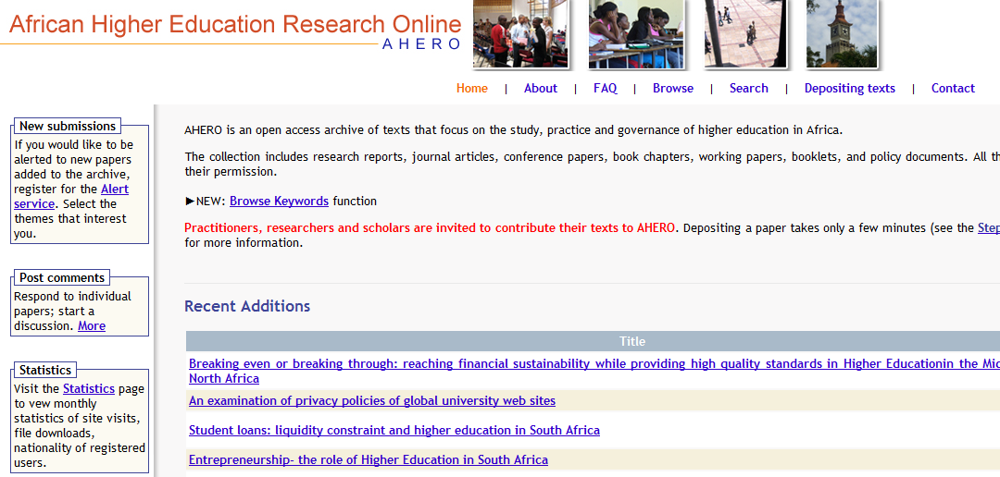 African Higher Education Research Online
AHERO
Home | About | FAQ | Browse | Search | Depositing texts | Contact
New submissions
If you would like to be
alerted to new papers
added to the archive,
register for the Alert
service. Select the
themes that interest
you.
Post comments
Respond to individual
papers; start a
discussion. More
Statistics
Visit the Statistics page
to vew monthly
statistics of site visits,
file downloads,
nationality of registered
users.
AHERO is an open access archive of texts that focus on the study, practice and governance of higher education in Africa.
The collection includes research reports, journal articles, conference papers, book chapters, working papers, booklets, and policy documents. All
their permission.
►NEW: Browse Keywords function
Practitioners, researchers and scholars are invited to contribute their texts to AHERO. Depositing a paper takes only a few minutes (see the
for more information.
Recent Additions
Title
Breaking even or breaking through: reaching financial sustainability while providing high quality standards in Higher Educationin the
North Africa
An examination of privacy policies of global university web sites
Student loans: liquidity constraint and higher education in South Africa
Entrepreneurship- the role of Higher Education in South Africa